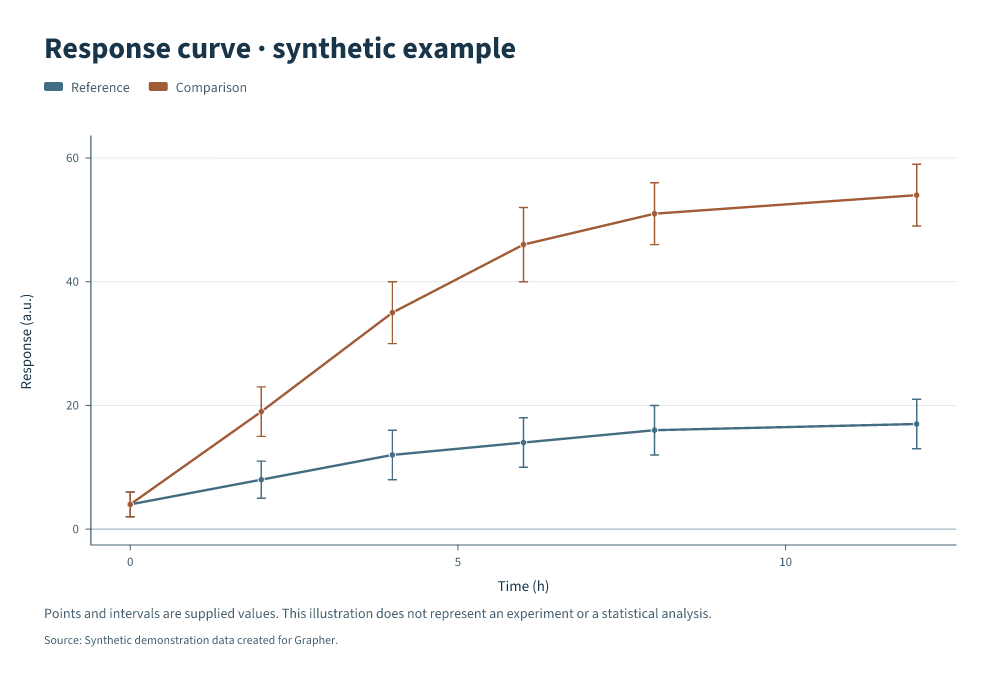 Response curve · synthetic example
Reference
Comparison
60
40
20
0
Response (a.u.)
0
5
10
Time (h)
Points and intervals are supplied values. This illustration does not represent an experiment or a statistical analysis.
Source: Synthetic demonstration data created for Grapher.